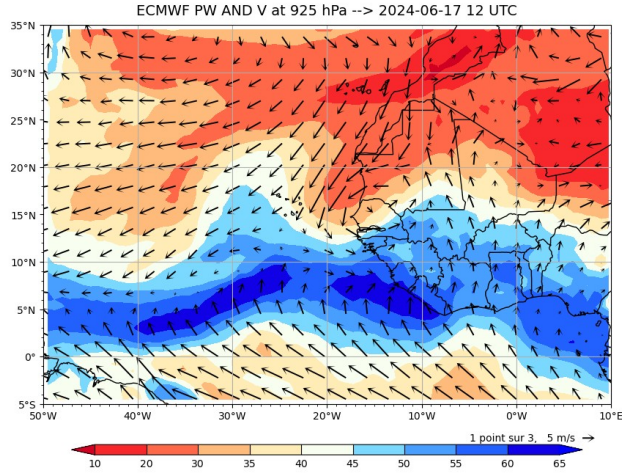 ECMWF PW AND V at 925 hPa --> 2024-06-17 12 UTC
35°N
30°N
25°N
20°N
15°N
10°N
5°N
0°
5°S
50°W 40°W 30°W 20°W 10°W 0°W 10°E
1 point sur 3, 5 m/s
10 20 30 35 40 45 50 55 60 65